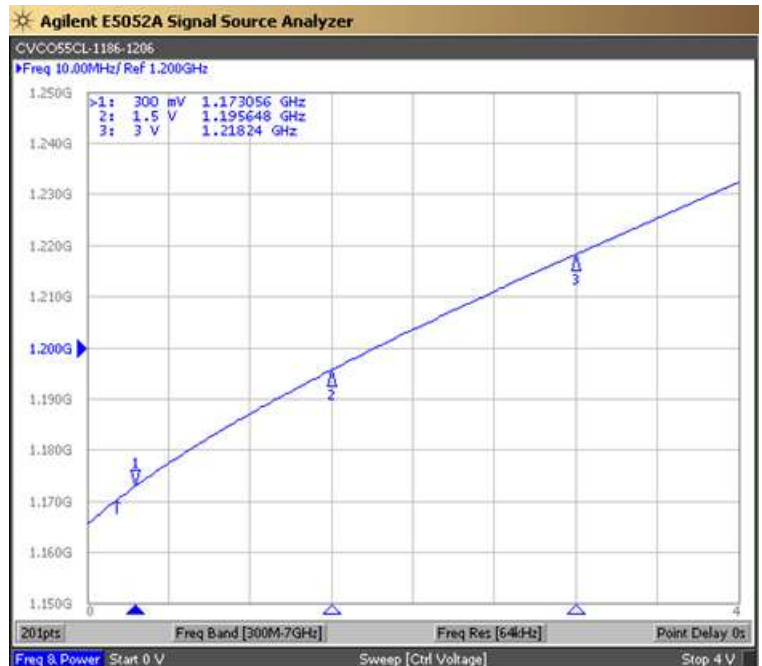 Agilent E5052A Signal Source Analyzer
CVCO55CL-1186-1206
Freq 10.00MHz/ Ref 1.200GHz
1.250G
>1: 300 mV 1.173056 GHz
2: 1.5 V 1.195648 GHz
3: 3 V 1.21824 GHz
1.240G
1.230G
1.220G
3
1.210G
1.200G
2
1.190G
1.180G
1
1.170G
1.160G
1.150G
0 4
201pts Freq Band [300M-7GHz] Freq Res [64kHz] Point Delay 0s
Freq & Power Start 0 V Sweep [Ctrl Voltage] Stop 4 V